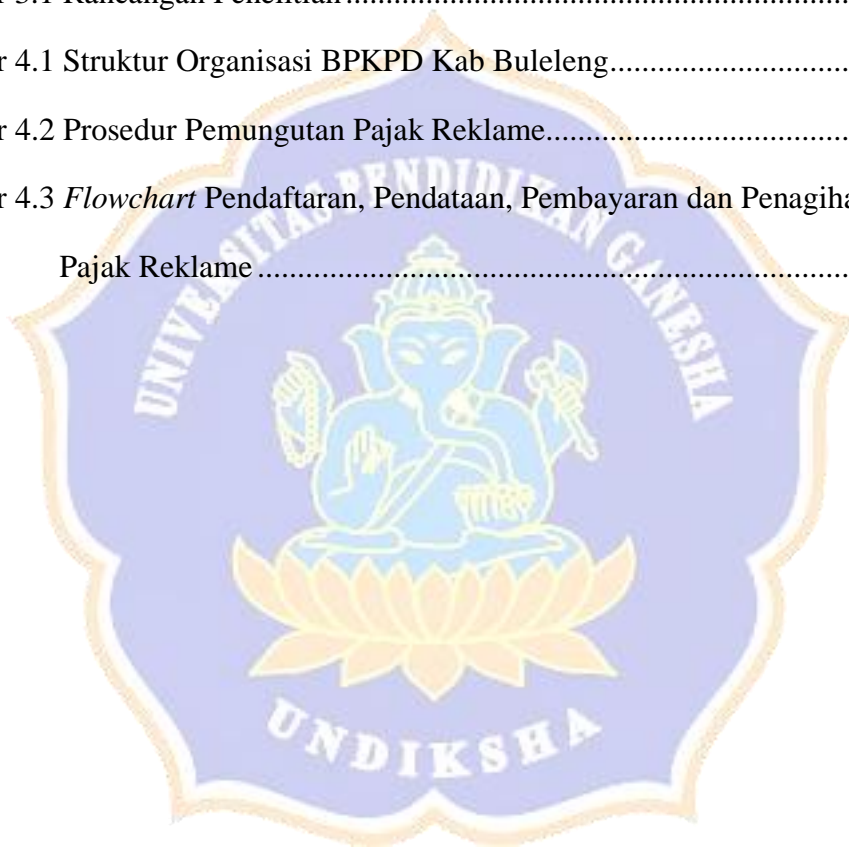 r 3.1 Rancangan Penelitian
r 4.1 Struktur Organisasi BPKPD Kab Buleleng
r 4.2 Prosedur Pemungutan Pajak Reklame
r 4.3 Flowchart Pendaftaran, Pendataan, Pembayaran dan Penagiha
Pajak Reklame
UNIVERSITAS PENDIDIKAN GANESHA
UNDIKSHA